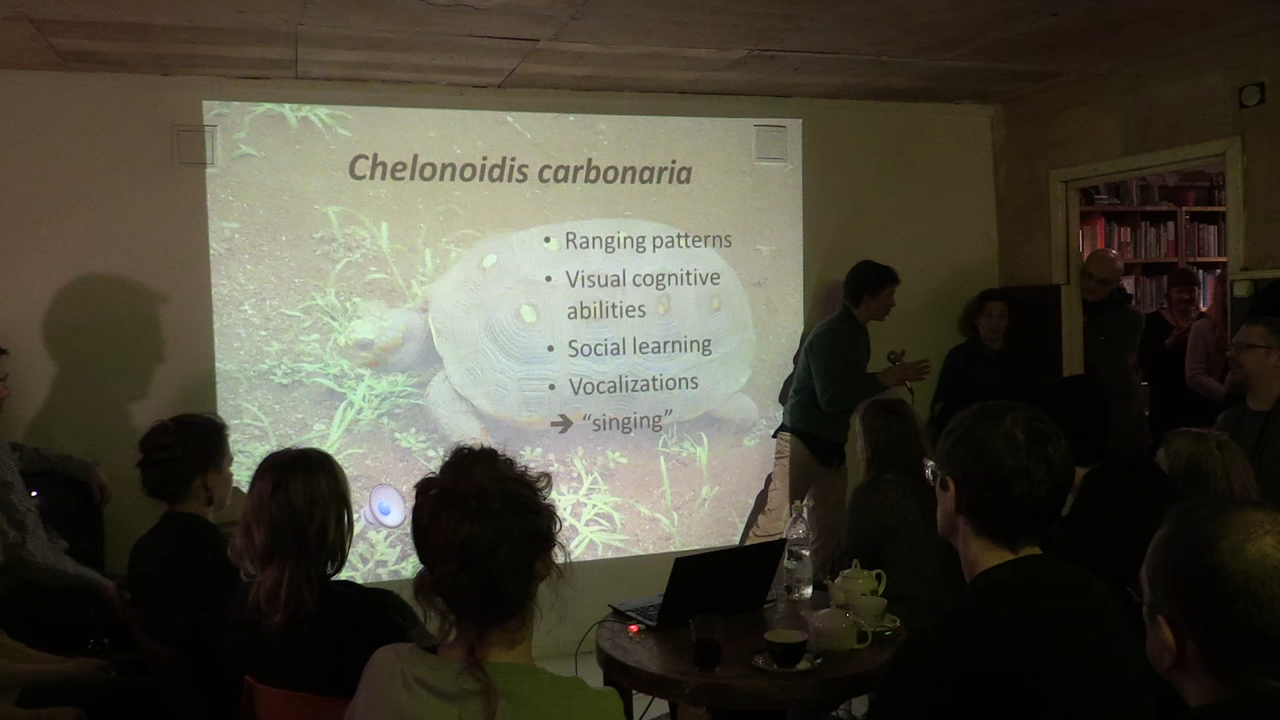 Chelonoidis carbonaria
• Ranging patterns
• Visual cognitive
abilities
• Social learning
• Vocalizations
➔ “singing”